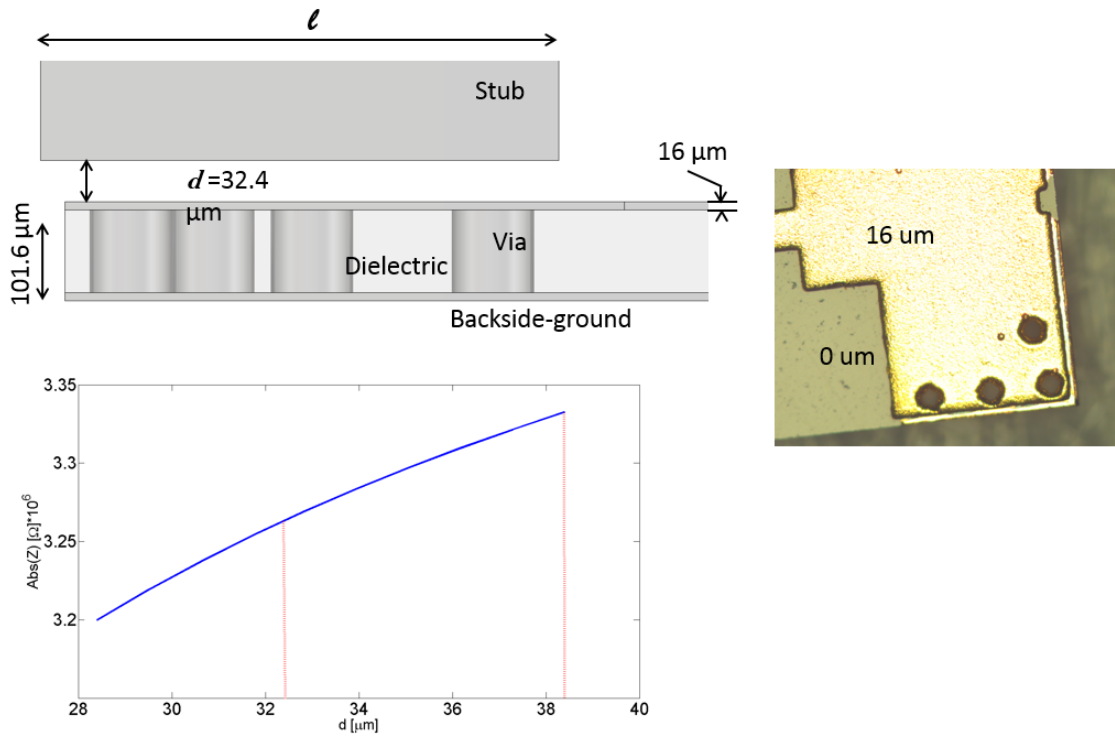 ℓ
Stub
16 μm
d =32.4
μm
101.6 μm
Via
Dielectric
Backside-ground
16 um
0 um
3.35
3.3
3.25
3.2
Abs(Z) [Ω]*10^6
28
30
32
34
36
38
40
d [μm]